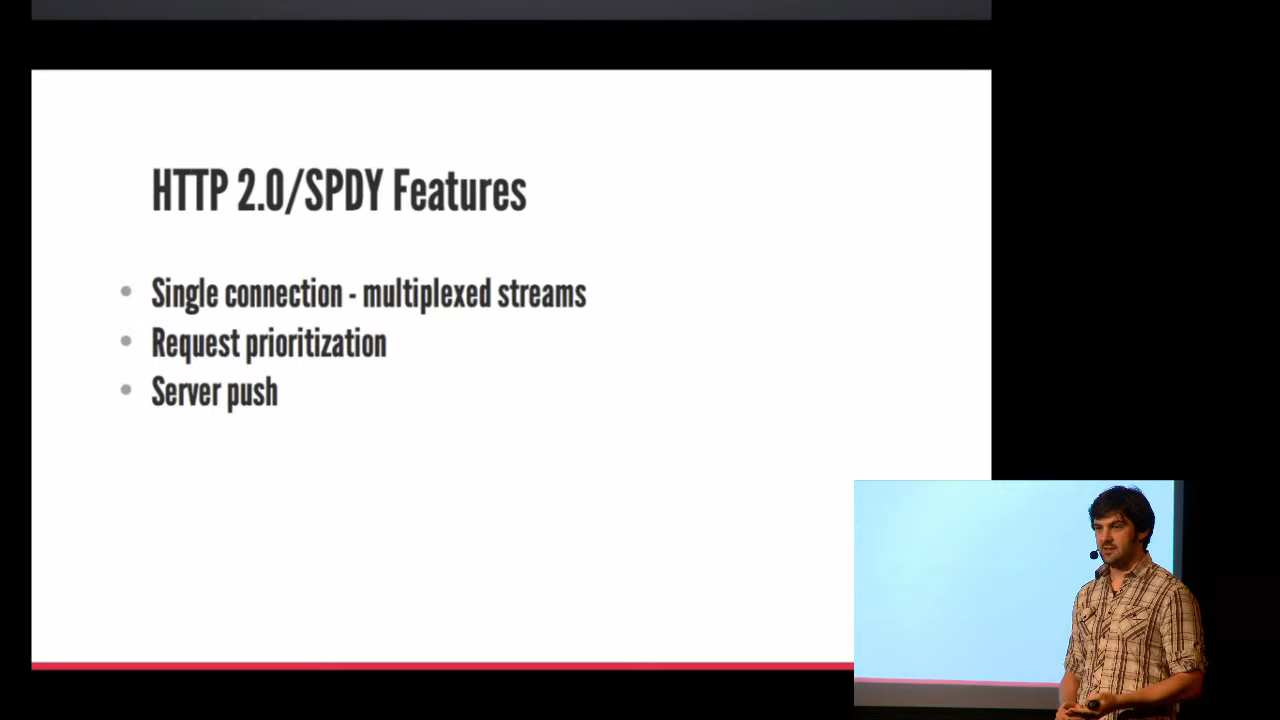 HTTP 2.0/SPDY Features
Single connection - multiplexed streams
Request prioritization
Server push